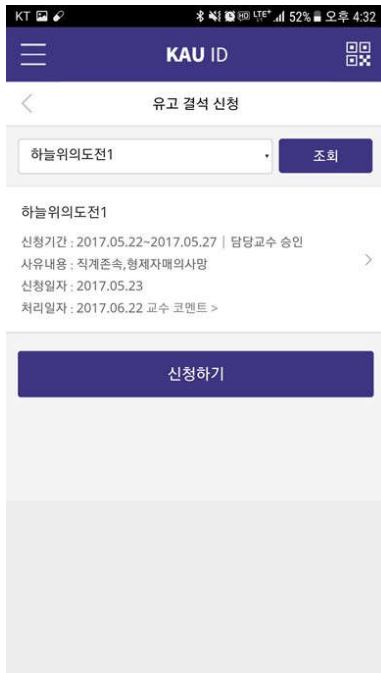 KT HD LTE+ 52% 오후 4:32
KAU ID
유고 결석 신청
하늘위의도전1
조회
하늘위의도전1
신청기간 : 2017.05.22~2017.05.27 | 담당교수 승인
사유내용 : 직계존속,형제자매의사망
신청일자 : 2017.05.23
처리일자 : 2017.06.22 교수 코멘트 >
신청하기